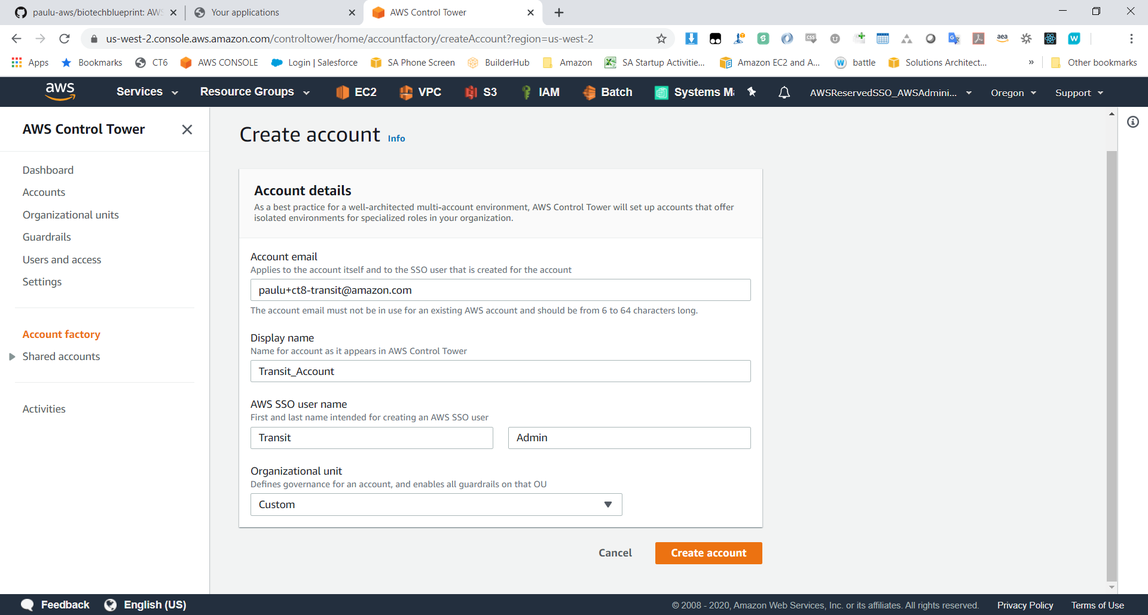 paulu-aws/biotechblueprint: AWS
Your applications
AWS Control Tower
us-west-2.console.aws.amazon.com/controltower/home/accountfactory/createAccount?region=us-west-2
Apps Bookmarks CT6 AWS CONSOLE Login | Salesforce SA Phone Screen BuilderHub Amazon SA Startup Activitie... Amazon EC2 and A... battle Solutions Architect... » Other bookmarks
aws Services Resource Groups EC2 VPC S3 IAM Batch Systems Ma AWSReservedSSO_AWSAdmini... Oregon Support
AWS Control Tower
Dashboard
Accounts
Organizational units
Guardrails
Users and access
Settings
Account factory
Shared accounts
Activities
Create account Info
Account details
As a best practice for a well-architected multi-account environment, AWS Control Tower will set up accounts that offer
isolated environments for specialized roles in your organization.
Account email
Applies to the account itself and to the SSO user that is created for the account
paulu+ct8-transit@amazon.com
The account email must not be in use for an existing AWS account and should be from 6 to 64 characters long.
Display name
Name for account as it appears in AWS Control Tower
Transit_Account
AWS SSO user name
First and last name intended for creating an AWS SSO user
Transit Admin
Organizational unit
Defines governance for an account, and enables all guardrails on that OU
Custom
Cancel Create account
Feedback English (US) © 2008 - 2020, Amazon Web Services, Inc. or its affiliates. All rights reserved. Privacy Policy Terms of Use